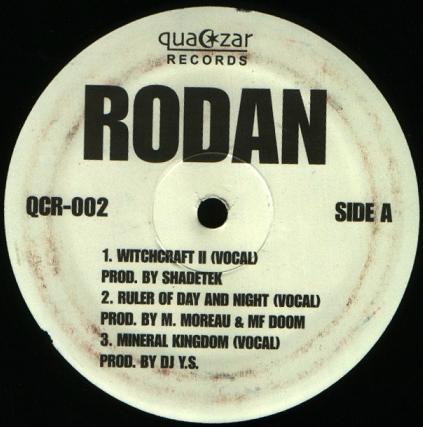 quaCzar
RECORDS
RODAN
QCR-002
SIDE A
1. WITCHCRAFT II (VOCAL)
PROD. BY SHADETEK
2. RULER OF DAY AND NIGHT (VOCAL)
PROD. BY M. MOREAU & MF DOOM
3. MINERAL KINGDOM (VOCAL)
PROD. BY DJ Y.S.